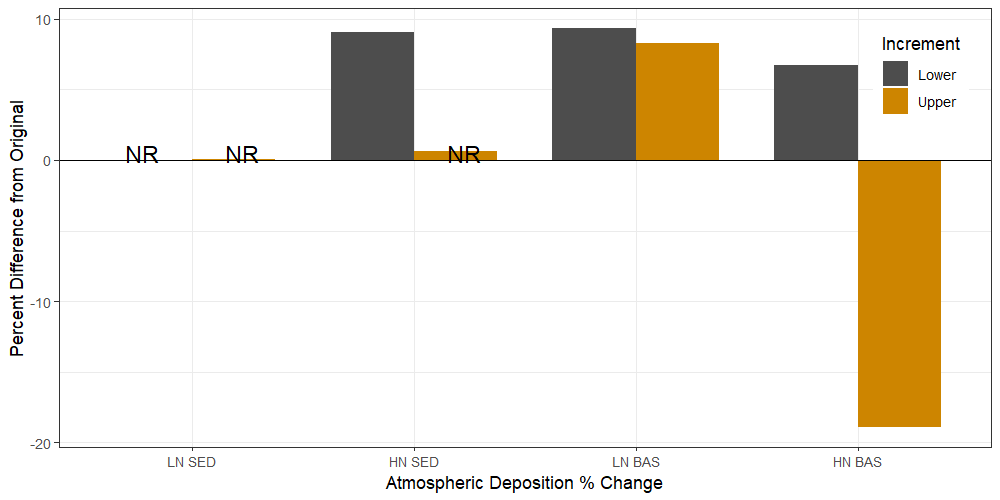 10
0
-10
-20
Percent Difference from Original
NR
NR
NR
Increment
Lower
Upper
LN SED
HN SED
LN BAS
HN BAS
Atmospheric Deposition % Change